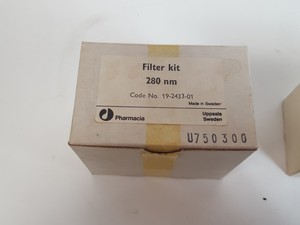 Filter kit
280 nm
Code No. 19-2433-01
Made in Sweden
Pharmacia
Uppsala
Sweden
U750300